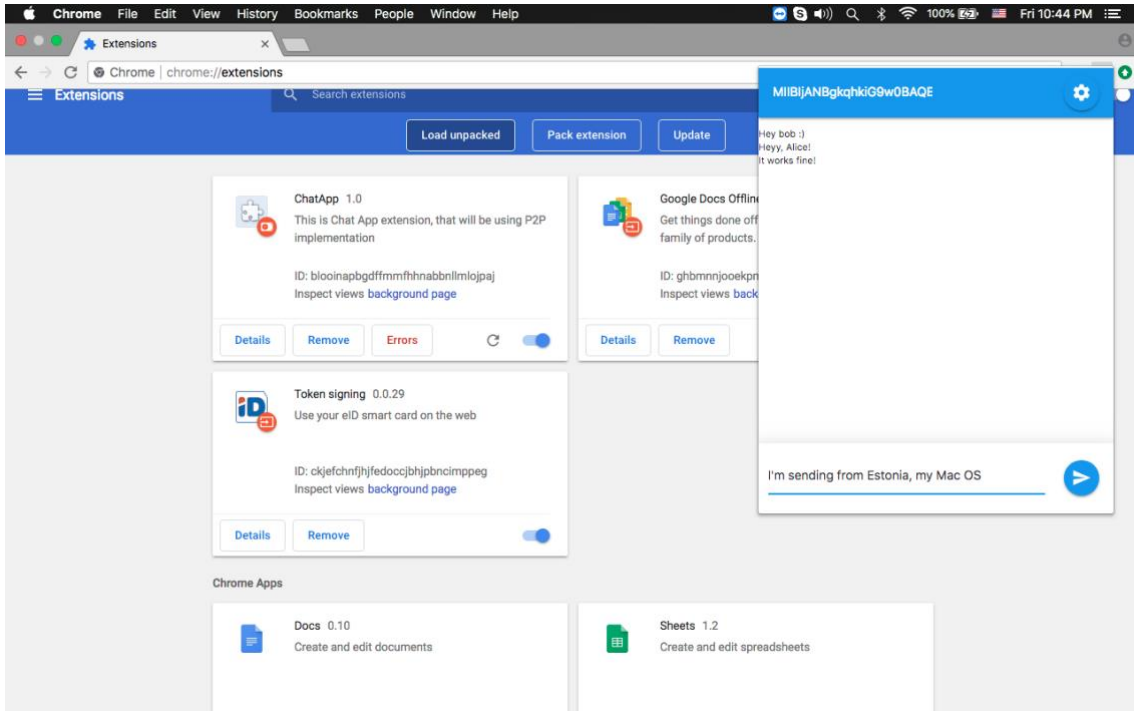 Chrome File Edit View History Bookmarks People Window Help 100% Fri 10:44 PM
Extensions
Chrome | chrome://extensions
Extensions
Search extensions
Load unpacked Pack extension Update
ChatApp 1.0
This is Chat App extension, that will be using P2P
implementation
ID: blooinapbgdffmmfhhnabbnllmlojpaj
Inspect views background page
Details Remove Errors
Google Docs Offline
Get things done off
family of products.
ID: ghbmnnjooekpn
Inspect views back
Details Remove
Token signing 0.0.29
Use your eID smart card on the web
ID: ckjefchnfjhjfedoccjbhjpbncimppeg
Inspect views background page
Details Remove
Chrome Apps
Docs 0.10
Create and edit documents
Sheets 1.2
Create and edit spreadsheets
MIIBIjANBgkqhkiG9w0BAQE
Hey bob :)
Heyy, Alice!
It works fine!
I'm sending from Estonia, my Mac OS